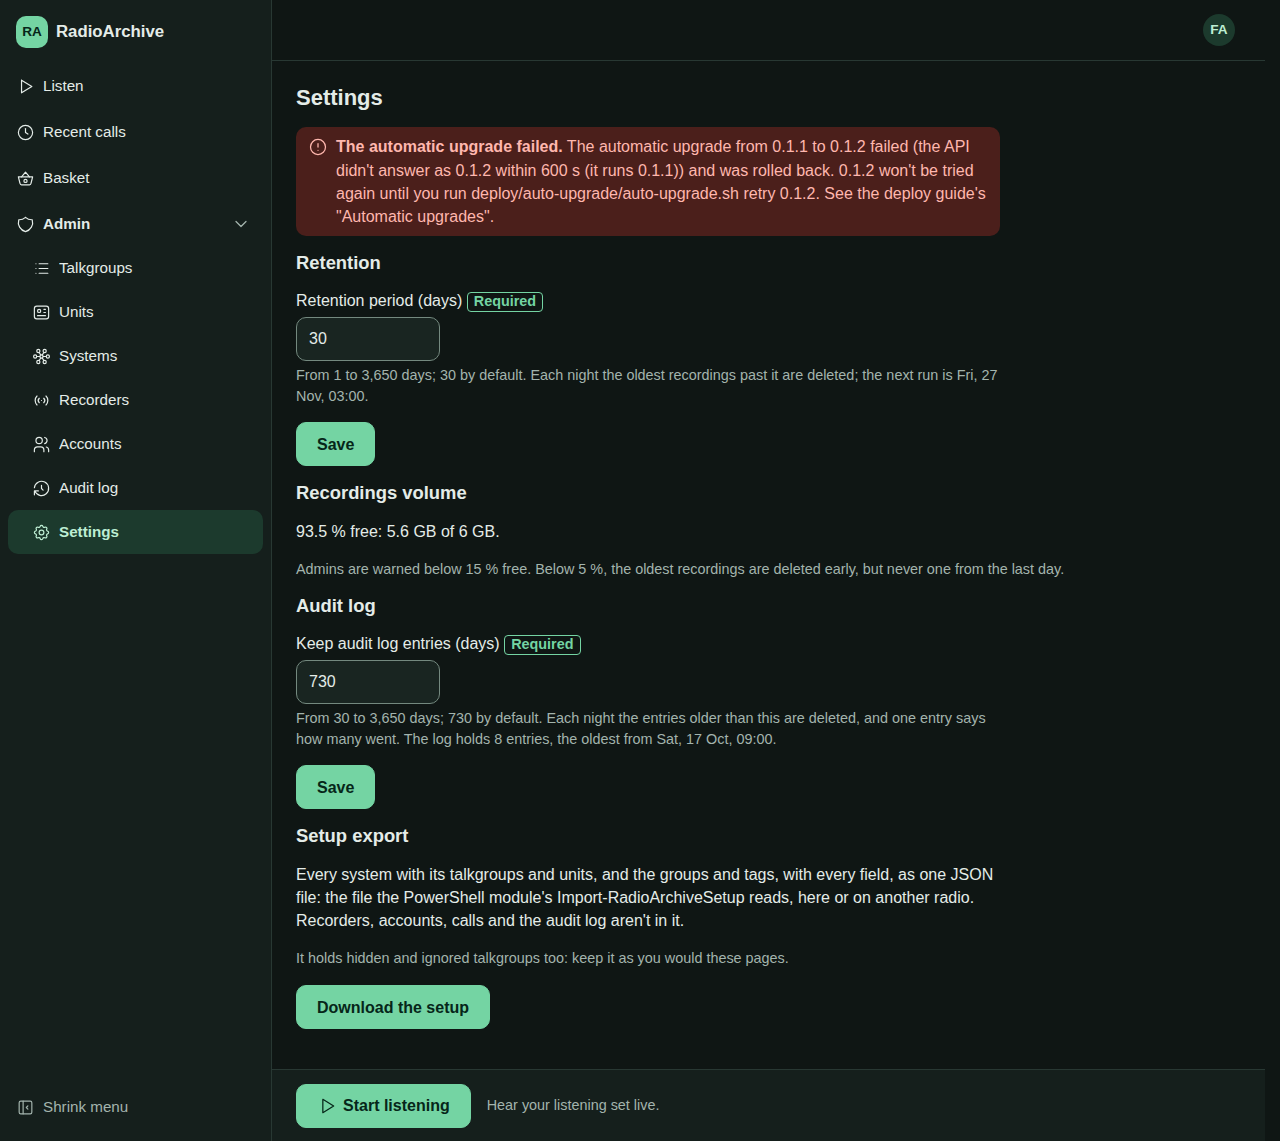 RA RadioArchive
FA
Listen
Recent calls
Basket
Admin
Talkgroups
Units
Systems
Recorders
Accounts
Audit log
Settings
Shrink menu
Settings
The automatic upgrade failed. The automatic upgrade from 0.1.1 to 0.1.2 failed (the API
didn't answer as 0.1.2 within 600 s (it runs 0.1.1)) and was rolled back. 0.1.2 won't be tried
again until you run deploy/auto-upgrade/auto-upgrade.sh retry 0.1.2. See the deploy guide's
"Automatic upgrades".
Retention
Retention period (days) Required
30
From 1 to 3,650 days; 30 by default. Each night the oldest recordings past it are deleted; the next run is Fri, 27
Nov, 03:00.
Save
Recordings volume
93.5 % free: 5.6 GB of 6 GB.
Admins are warned below 15 % free. Below 5 %, the oldest recordings are deleted early, but never one from the last day.
Audit log
Keep audit log entries (days) Required
730
From 30 to 3,650 days; 730 by default. Each night the entries older than this are deleted, and one entry says
how many went. The log holds 8 entries, the oldest from Sat, 17 Oct, 09:00.
Save
Setup export
Every system with its talkgroups and units, and the groups and tags, with every field, as one JSON
file: the file the PowerShell module's Import-RadioArchiveSetup reads, here or on another radio.
Recorders, accounts, calls and the audit log aren't in it.
It holds hidden and ignored talkgroups too: keep it as you would these pages.
Download the setup
Start listening
Hear your listening set live.